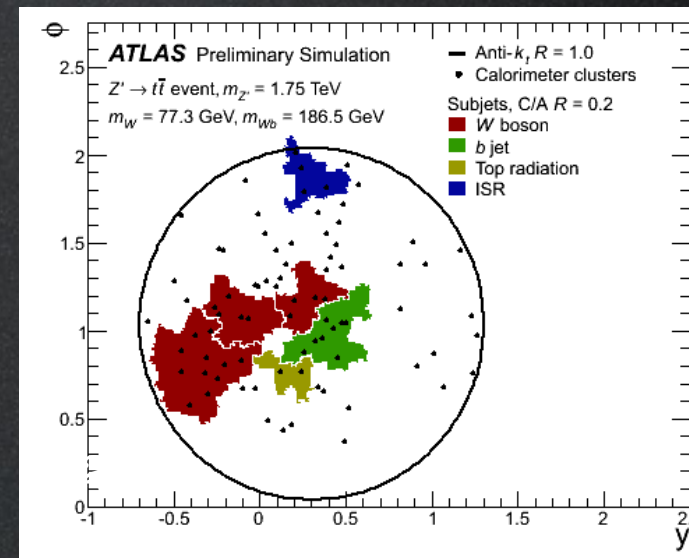 ATLAS Preliminary Simulation
Z' → tt̄ event, m_Z' = 1.75 TeV
m_W = 77.3 GeV, m_Wb = 186.5 GeV
Anti-k_t R = 1.0
Calorimeter clusters
Subjets, C/A R = 0.2
W boson
b jet
Top radiation
ISR
ϕ
2.5
2
1.5
1
0.5
0
-1 -0.5 0 0.5 1 1.5 2 2.
y